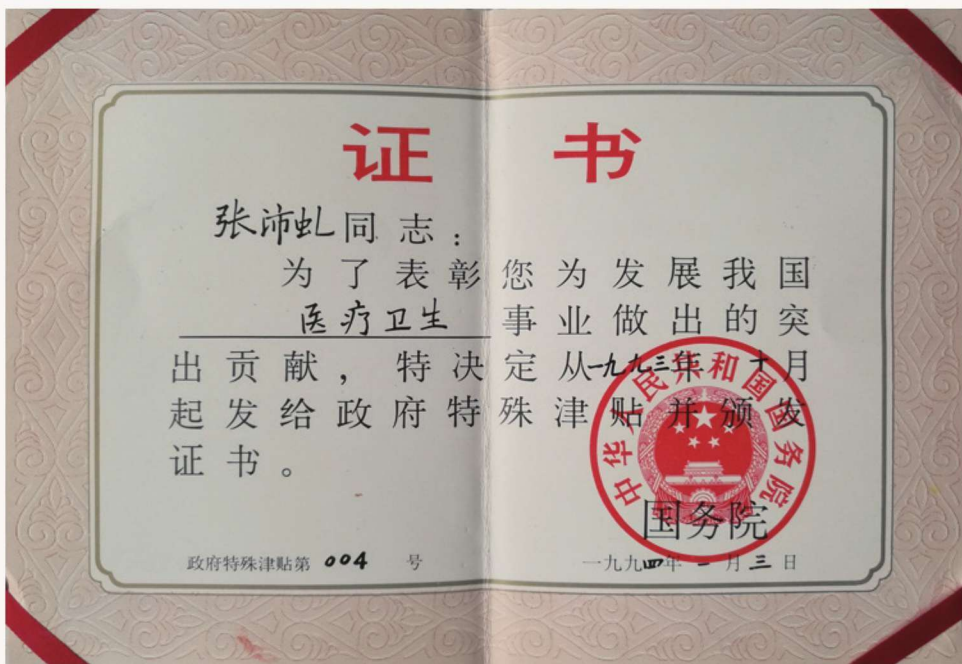 证书
张沛虬同志：
为了表彰您为发展我国
医疗卫生事业做出的突
出贡献，特决定从一九九三年十月
起发给政府特殊津贴并颁发
证书。
中华人民共和国国务院
国务院
政府特殊津贴第004号
一九九四年一月三日